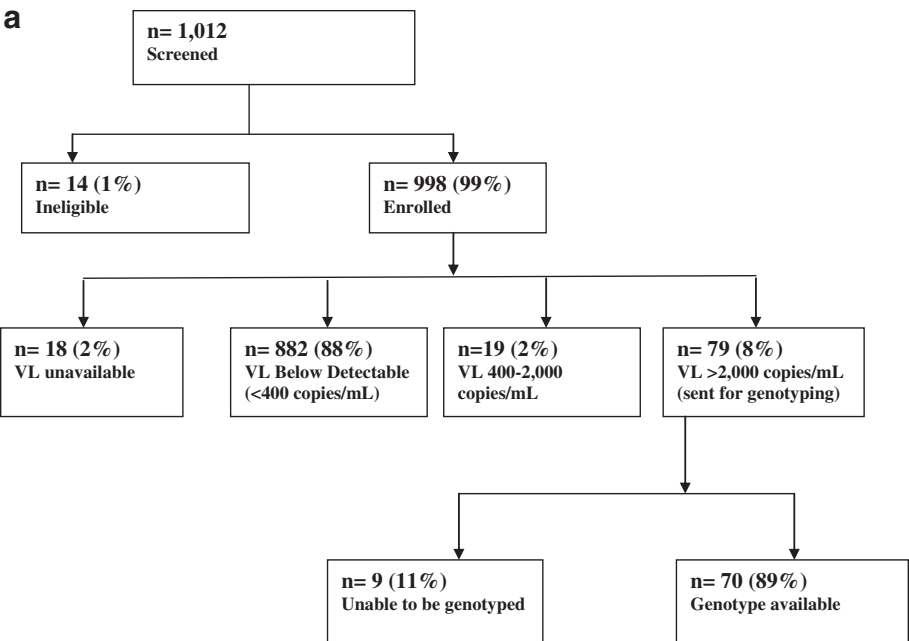 a
n= 1,012
Screened
n= 14 (1%)
Ineligible
n= 998 (99%)
Enrolled
n= 18 (2%)
VL unavailable
n= 882 (88%)
VL Below Detectable
(<400 copies/mL)
n=19 (2%)
VL 400-2,000
copies/mL
n= 79 (8%)
VL >2,000 copies/mL
(sent for genotyping)
n= 9 (11%)
Unable to be genotyped
n= 70 (89%)
Genotype available